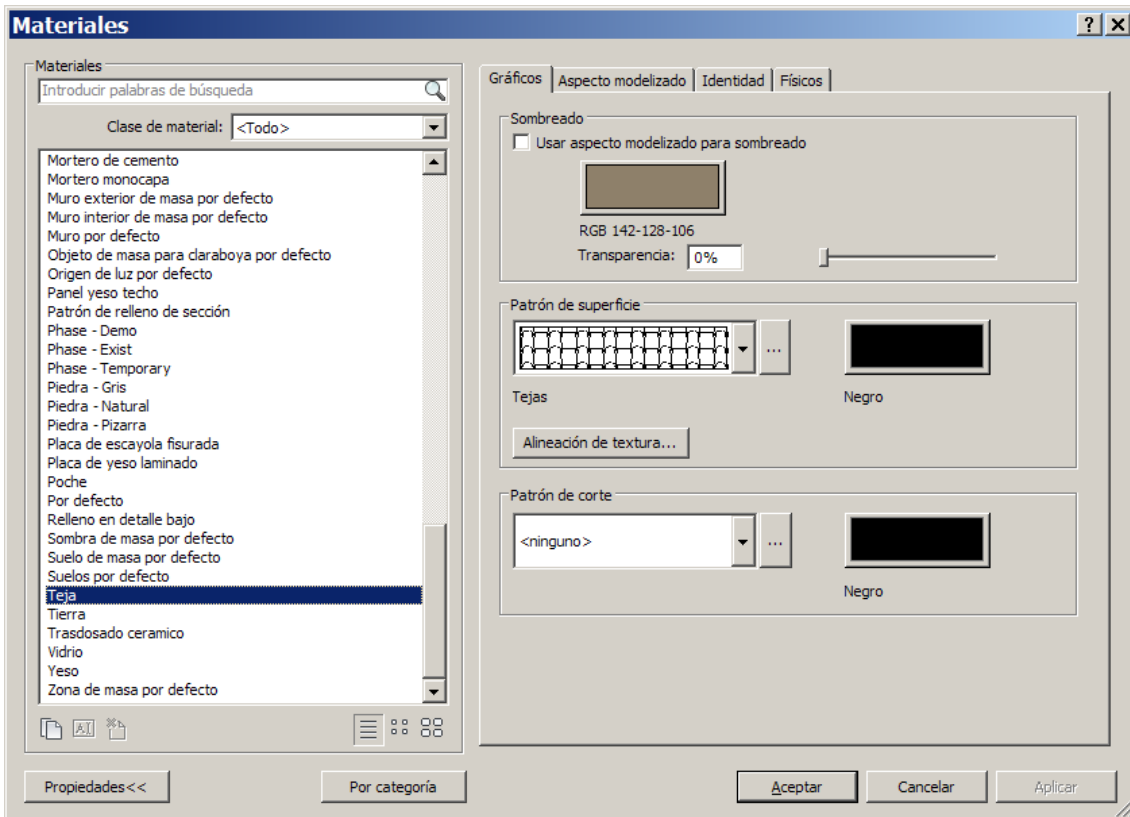 Materiales
Materiales
Introducir palabras de búsqueda
Clase de material: <Todo>
Mortero de cemento
Mortero monocapa
Muro exterior de masa por defecto
Muro interior de masa por defecto
Muro por defecto
Objeto de masa para claraboya por defecto
Origen de luz por defecto
Panel yeso techo
Patrón de relleno de sección
Phase - Demo
Phase - Exist
Phase - Temporary
Piedra - Gris
Piedra - Natural
Piedra - Pizarra
Placa de escayola fisurada
Placa de yeso laminado
Poche
Por defecto
Relleno en detalle bajo
Sombra de masa por defecto
Suelo de masa por defecto
Suelos por defecto
Teja
Tierra
Trasdosado ceramico
Vidrio
Yeso
Zona de masa por defecto
AI
Propiedades<<
Por categoría
Gráficos
Aspecto modelizado
Identidad
Físicos
Sombreado
Usar aspecto modelizado para sombreado
RGB 142-128-106
Transparencia: 0%
Patrón de superficie
...
Tejas
Negro
Alineación de textura...
Patrón de corte
<ninguno>
...
Negro
Aceptar
Cancelar
Aplicar